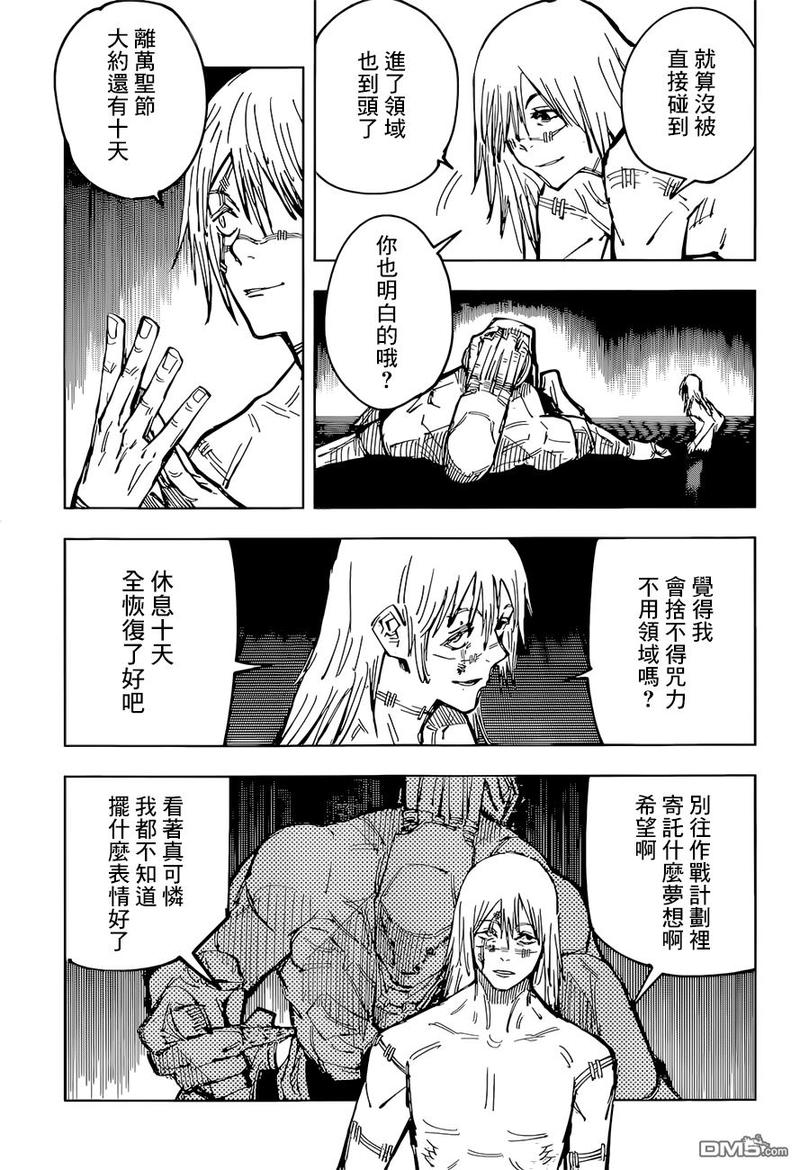 就算沒被
直接碰到
進了領域
也到頭了
你也明白的哦？
離萬聖節
大約還有十天
覺得我
會捨不得咒力
不用領域嗎？
休息十天
全恢復了好吧
別往作戰計劃裡
寄託什麼夢想啊
希望啊
看著真可憐
我都不知道
擺什麼表情好了
DM5.com